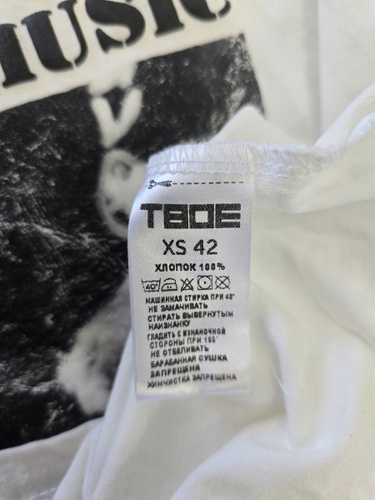 MUSIC
ТВОЕ
XS 42
ХЛОПОК 100%
40°
МАШИННАЯ СТИРКА ПРИ 40°
НЕ ЗАМАЧИВАТЬ
СТИРАТЬ ВЫВЕРНУТЫМ
НАИЗНАНКУ
ГЛАДИТЬ С ИЗНАНОЧНОЙ
СТОРОНЫ ПРИ 150°
НЕ ОТБЕЛИВАТЬ
БАРАБАННАЯ СУШКА
ЗАПРЕЩЕНА
ХИМЧИСТКА ЗАПРЕЩЕНА